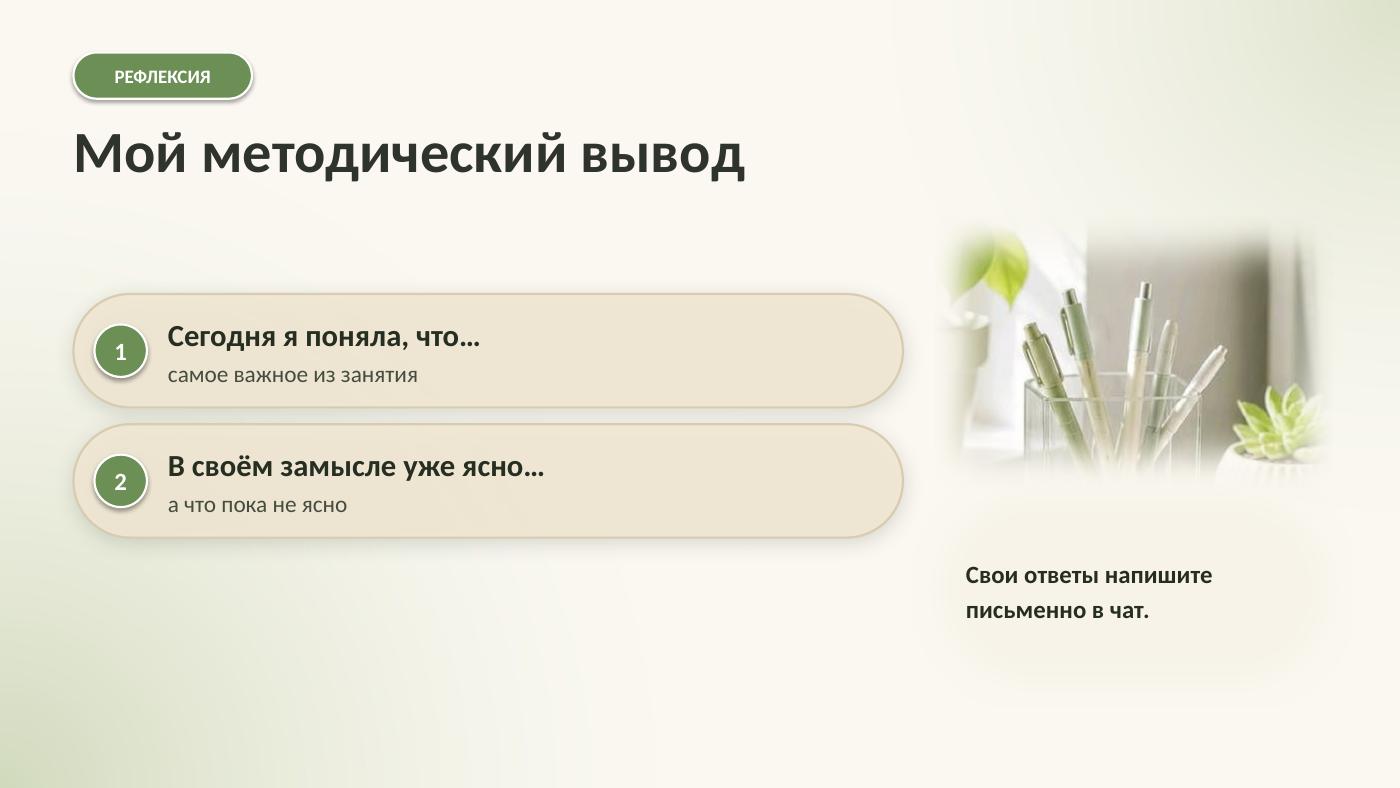 РЕФЛЕКСИЯ
Мой методический вывод
1
Сегодня я поняла, что…
самое важное из занятия
2
В своём замысле уже ясно…
а что пока не ясно
Свои ответы напишите
письменно в чат.